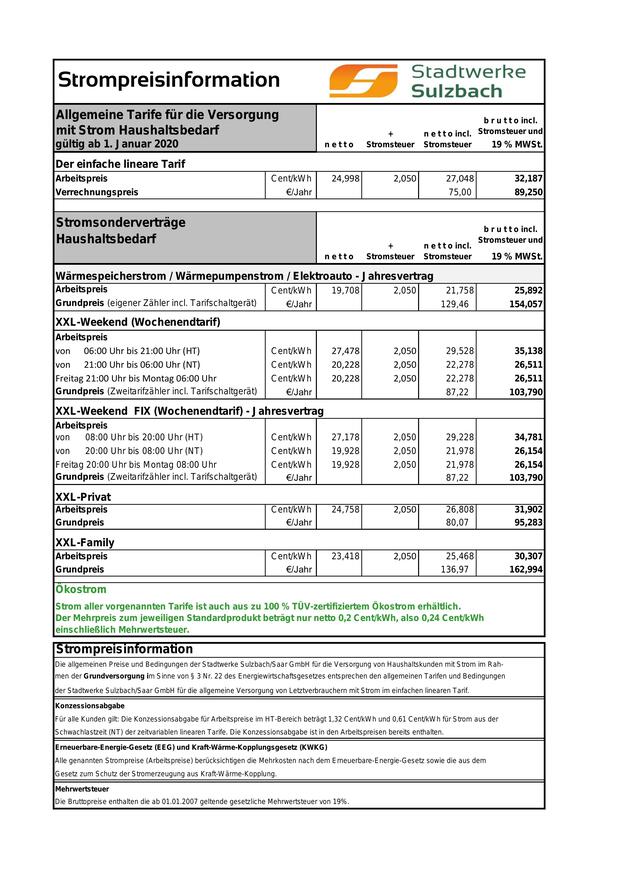 Strompreisinformation
Stadtwerke
Sulzbach
Allgemeine Tarife für die Versorgung
mit Strom Haushaltsbedarf
gültig ab 1. Januar 2020
netto
+
Stromsteuer
netto incl.
Stromsteuer
brutto incl.
Stromsteuer und
19 % MWSt.
Der einfache lineare Tarif
Arbeitspreis Cent/kWh 24,998 2,050 27,048 32,187
Verrechnungspreis €/Jahr 75,00 89,250
Stromsonderverträge
Haushaltsbedarf
netto
+
Stromsteuer
netto incl.
Stromsteuer
brutto incl.
Stromsteuer und
19 % MWSt.
Wärmespeicherstrom / Wärmepumpenstrom / Elektroauto - Jahresvertrag
Arbeitspreis Cent/kWh 19,708 2,050 21,758 25,892
Grundpreis (eigener Zähler incl. Tarifschaltgerät) €/Jahr 129,46 154,057
XXL-Weekend (Wochenendtarif)
Arbeitspreis
von 06:00 Uhr bis 21:00 Uhr (HT) Cent/kWh 27,478 2,050 29,528 35,138
von 21:00 Uhr bis 06:00 Uhr (NT) Cent/kWh 20,228 2,050 22,278 26,511
Freitag 21:00 Uhr bis Montag 06:00 Uhr Cent/kWh 20,228 2,050 22,278 26,511
Grundpreis (Zweitarifzähler incl. Tarifschaltgerät) €/Jahr 87,22 103,790
XXL-Weekend FIX (Wochenendtarif) - Jahresvertrag
Arbeitspreis
von 08:00 Uhr bis 20:00 Uhr (HT) Cent/kWh 27,178 2,050 29,228 34,781
von 20:00 Uhr bis 08:00 Uhr (NT) Cent/kWh 19,928 2,050 21,978 26,154
Freitag 20:00 Uhr bis Montag 08:00 Uhr Cent/kWh 19,928 2,050 21,978 26,154
Grundpreis (Zweitarifzähler incl. Tarifschaltgerät) €/Jahr 87,22 103,790
XXL-Privat
Arbeitspreis Cent/kWh 24,758 2,050 26,808 31,902
Grundpreis €/Jahr 80,07 95,283
XXL-Family
Arbeitspreis Cent/kWh 23,418 2,050 25,468 30,307
Grundpreis €/Jahr 136,97 162,994
Ökostrom
Strom aller vorgenannten Tarife ist auch aus zu 100 % TÜV-zertifiziertem Ökostrom erhältlich.
Der Mehrpreis zum jeweiligen Standardprodukt beträgt nur netto 0,2 Cent/kWh, also 0,24 Cent/kWh
einschließlich Mehrwertsteuer.
Strompreisinformation
Die allgemeinen Preise und Bedingungen der Stadtwerke Sulzbach/Saar GmbH für die Versorgung von Haushaltskunden mit Strom im Rah-
men der Grundversorgung im Sinne von § 3 Nr. 22 des Energiewirtschaftsgesetzes entsprechen den allgemeinen Tarifen und Bedingungen
der Stadtwerke Sulzbach/Saar GmbH für die allgemeine Versorgung von Letztverbrauchern mit Strom im einfachen linearen Tarif.
Konzessionsabgabe
Für alle Kunden gilt: Die Konzessionsabgabe für Arbeitspreise im HT-Bereich beträgt 1,32 Cent/kWh und 0,61 Cent/kWh für Strom aus der
Schwachlastzeit (NT) der zeitvariablen linearen Tarife. Die Konzessionsabgabe ist in den Arbeitspreisen bereits enthalten.
Erneuerbare-Energie-Gesetz (EEG) und Kraft-Wärme-Kopplungsgesetz (KWKG)
Alle genannten Strompreise (Arbeitspreise) berücksichtigen die Mehrkosten nach dem Erneuerbare-Energie-Gesetz sowie die aus dem
Gesetz zum Schutz der Stromerzeugung aus Kraft-Wärme-Kopplung.
Mehrwertsteuer
Die Bruttopreise enthalten die ab 01.01.2007 geltende gesetzliche Mehrwertsteuer von 19%.